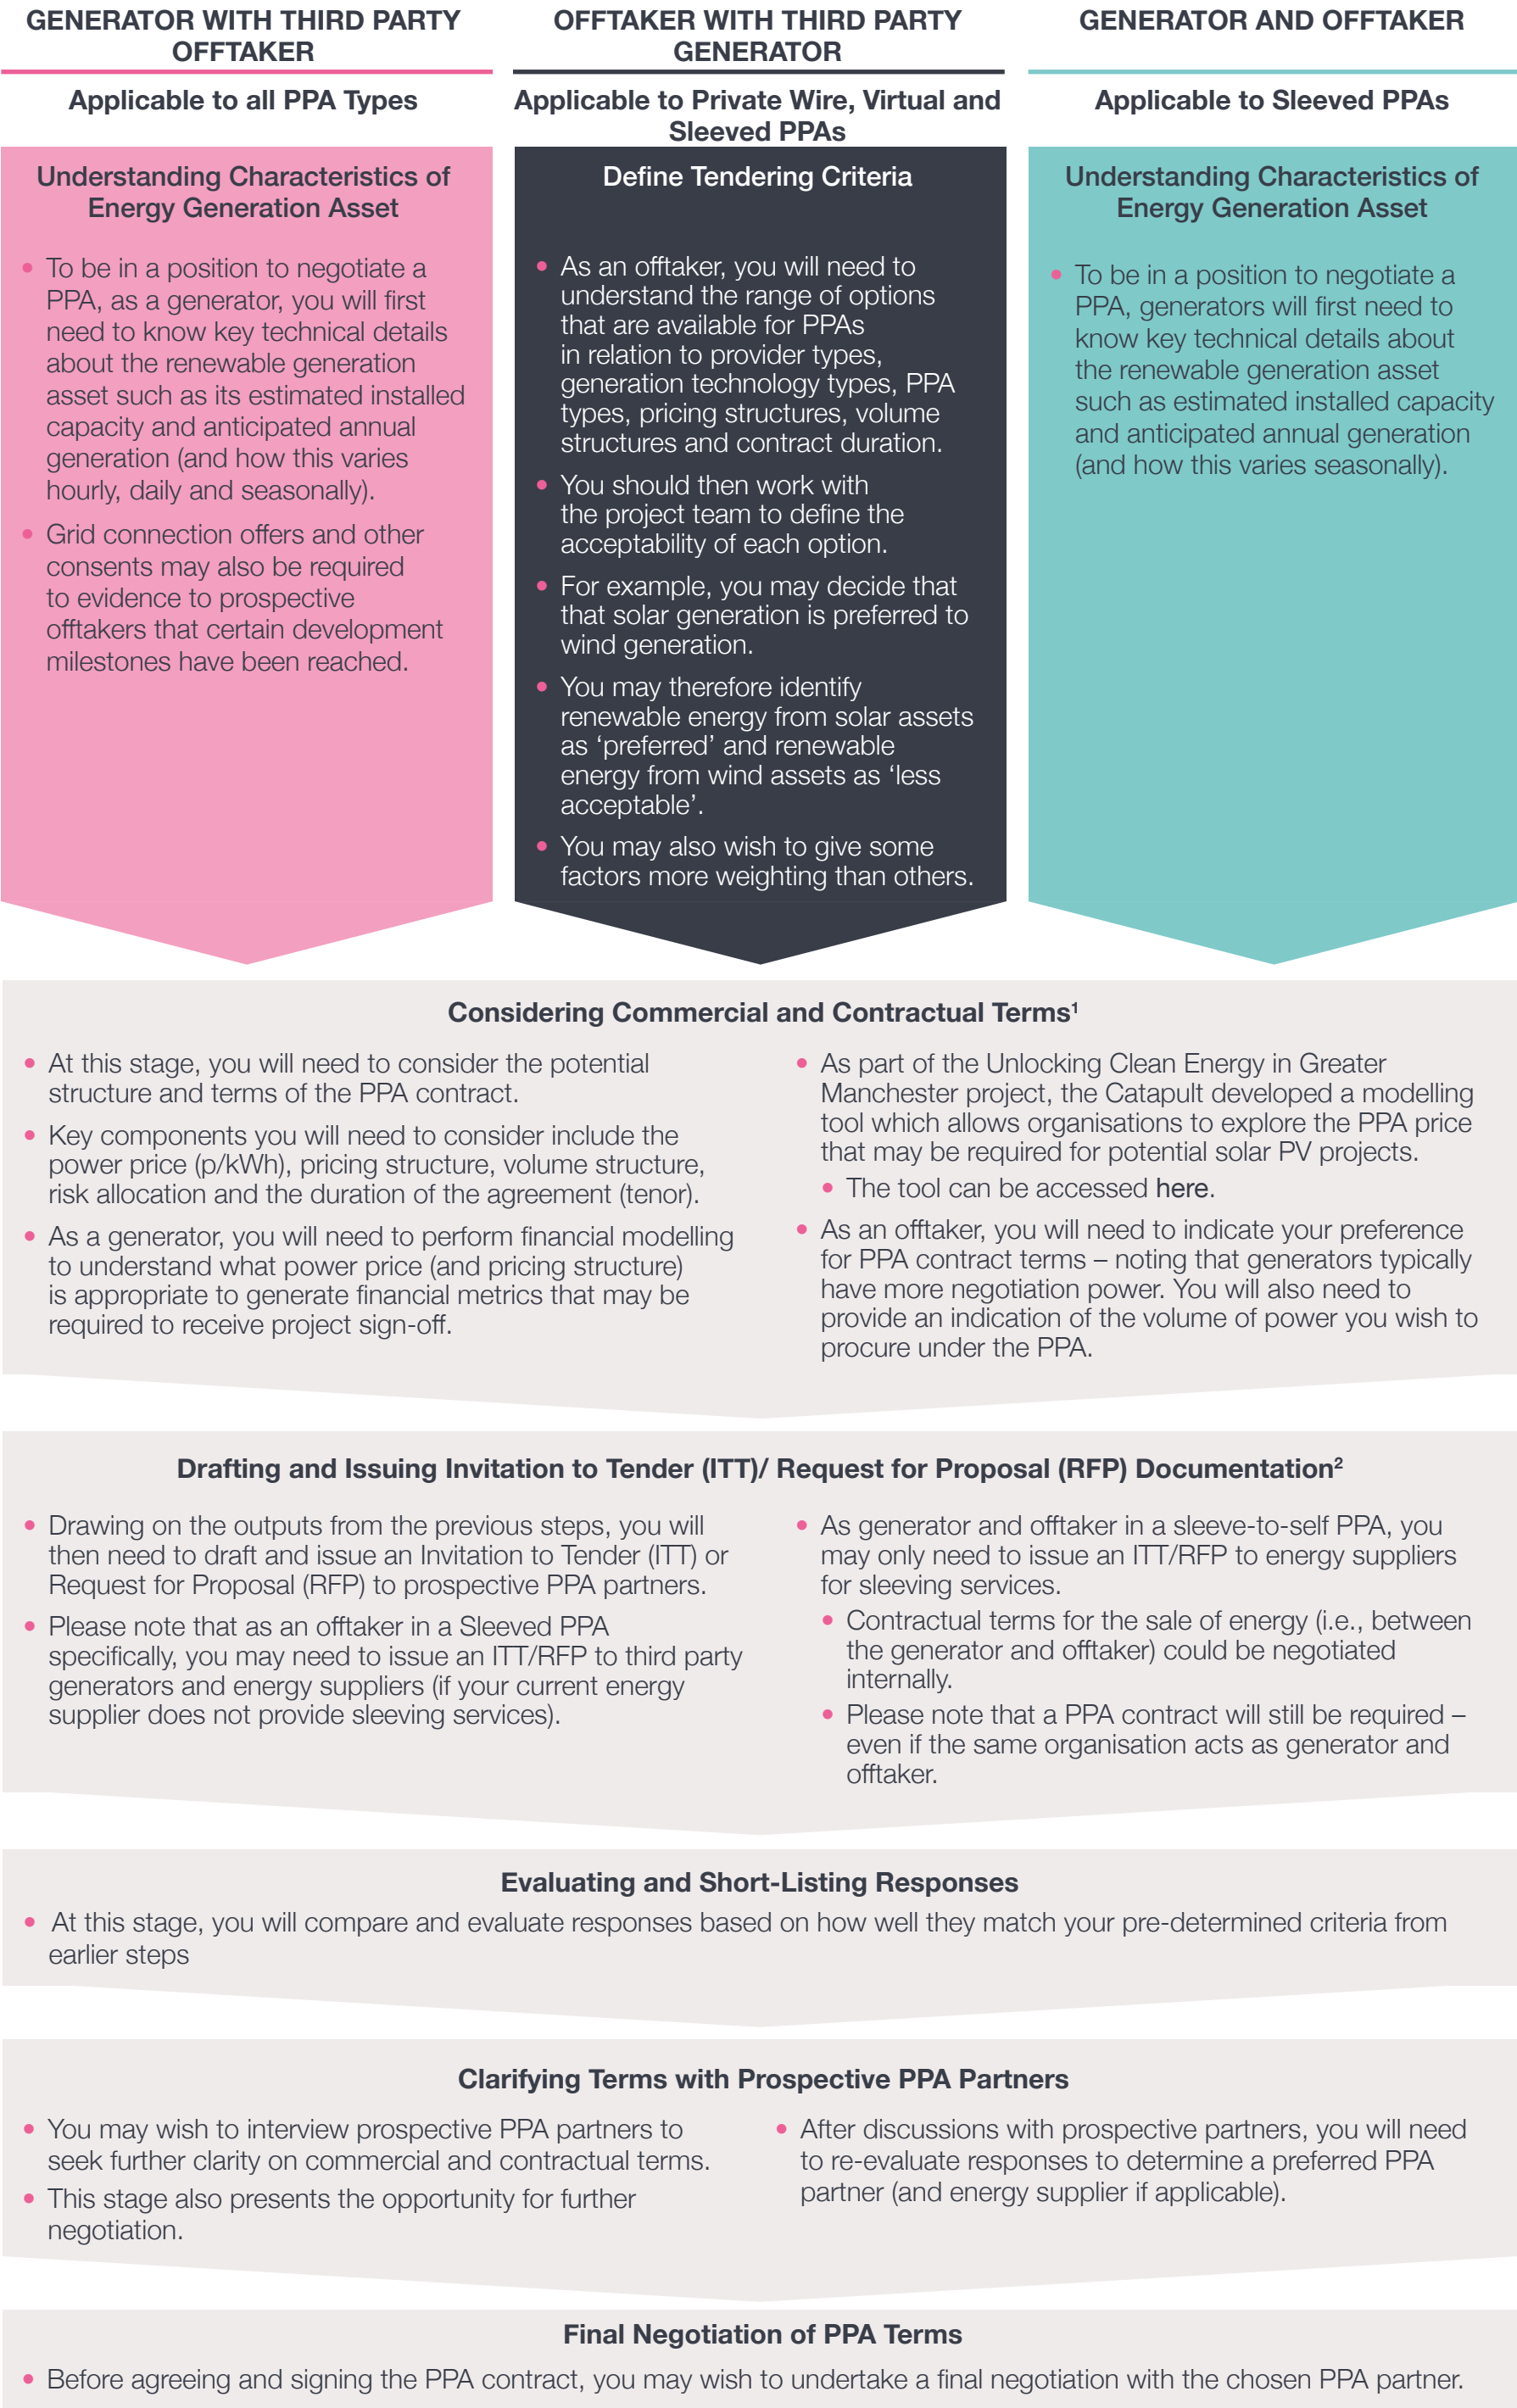 GENERATOR WITH THIRD PARTY
OFFTAKER
Applicable to all PPA Types
Understanding Characteristics of
Energy Generation Asset
• To be in a position to negotiate a
PPA, as a generator, you will first
need to know key technical details
about the renewable generation
asset such as its estimated installed
capacity and anticipated annual
generation (and how this varies
hourly, daily and seasonally).
• Grid connection offers and other
consents may also be required
to evidence to prospective
offtakers that certain development
milestones have been reached.
OFFTAKER WITH THIRD PARTY
GENERATOR
Applicable to Private Wire, Virtual and
Sleeved PPAs
Define Tendering Criteria
• As an offtaker, you will need to
understand the range of options
that are available for PPAs
in relation to provider types,
generation technology types, PPA
types, pricing structures, volume
structures and contract duration.
• You should then work with
the project team to define the
acceptability of each option.
• For example, you may decide that
that solar generation is preferred to
wind generation.
• You may therefore identify
renewable energy from solar assets
as ‘preferred’ and renewable
energy from wind assets as ‘less
acceptable’.
• You may also wish to give some
factors more weighting than others.
GENERATOR AND OFFTAKER
Applicable to Sleeved PPAs
Understanding Characteristics of
Energy Generation Asset
• To be in a position to negotiate a
PPA, generators will first need to
know key technical details about
the renewable generation asset
such as estimated installed capacity
and anticipated annual generation
(and how this varies seasonally).
Considering Commercial and Contractual Terms¹
• At this stage, you will need to consider the potential
structure and terms of the PPA contract.
• Key components you will need to consider include the
power price (p/kWh), pricing structure, volume structure,
risk allocation and the duration of the agreement (tenor).
• As a generator, you will need to perform financial modelling
to understand what power price (and pricing structure)
is appropriate to generate financial metrics that may be
required to receive project sign-off.
• As part of the Unlocking Clean Energy in Greater
Manchester project, the Catapult developed a modelling
tool which allows organisations to explore the PPA price
that may be required for potential solar PV projects.
• The tool can be accessed here.
• As an offtaker, you will need to indicate your preference
for PPA contract terms – noting that generators typically
have more negotiation power. You will also need to
provide an indication of the volume of power you wish to
procure under the PPA.
Drafting and Issuing Invitation to Tender (ITT)/ Request for Proposal (RFP) Documentation²
• Drawing on the outputs from the previous steps, you will
then need to draft and issue an Invitation to Tender (ITT) or
Request for Proposal (RFP) to prospective PPA partners.
• Please note that as an offtaker in a Sleeved PPA
specifically, you may need to issue an ITT/RFP to third party
generators and energy suppliers (if your current energy
supplier does not provide sleeving services).
• As generator and offtaker in a sleeve-to-self PPA, you
may only need to issue an ITT/RFP to energy suppliers
for sleeving services.
• Contractual terms for the sale of energy (i.e., between
the generator and offtaker) could be negotiated
internally.
• Please note that a PPA contract will still be required –
even if the same organisation acts as generator and
offtaker.
Evaluating and Short-Listing Responses
• At this stage, you will compare and evaluate responses based on how well they match your pre-determined criteria from
earlier steps
Clarifying Terms with Prospective PPA Partners
• You may wish to interview prospective PPA partners to
seek further clarity on commercial and contractual terms.
• This stage also presents the opportunity for further
negotiation.
• After discussions with prospective partners, you will need
to re-evaluate responses to determine a preferred PPA
partner (and energy supplier if applicable).
Final Negotiation of PPA Terms
• Before agreeing and signing the PPA contract, you may wish to undertake a final negotiation with the chosen PPA partner.